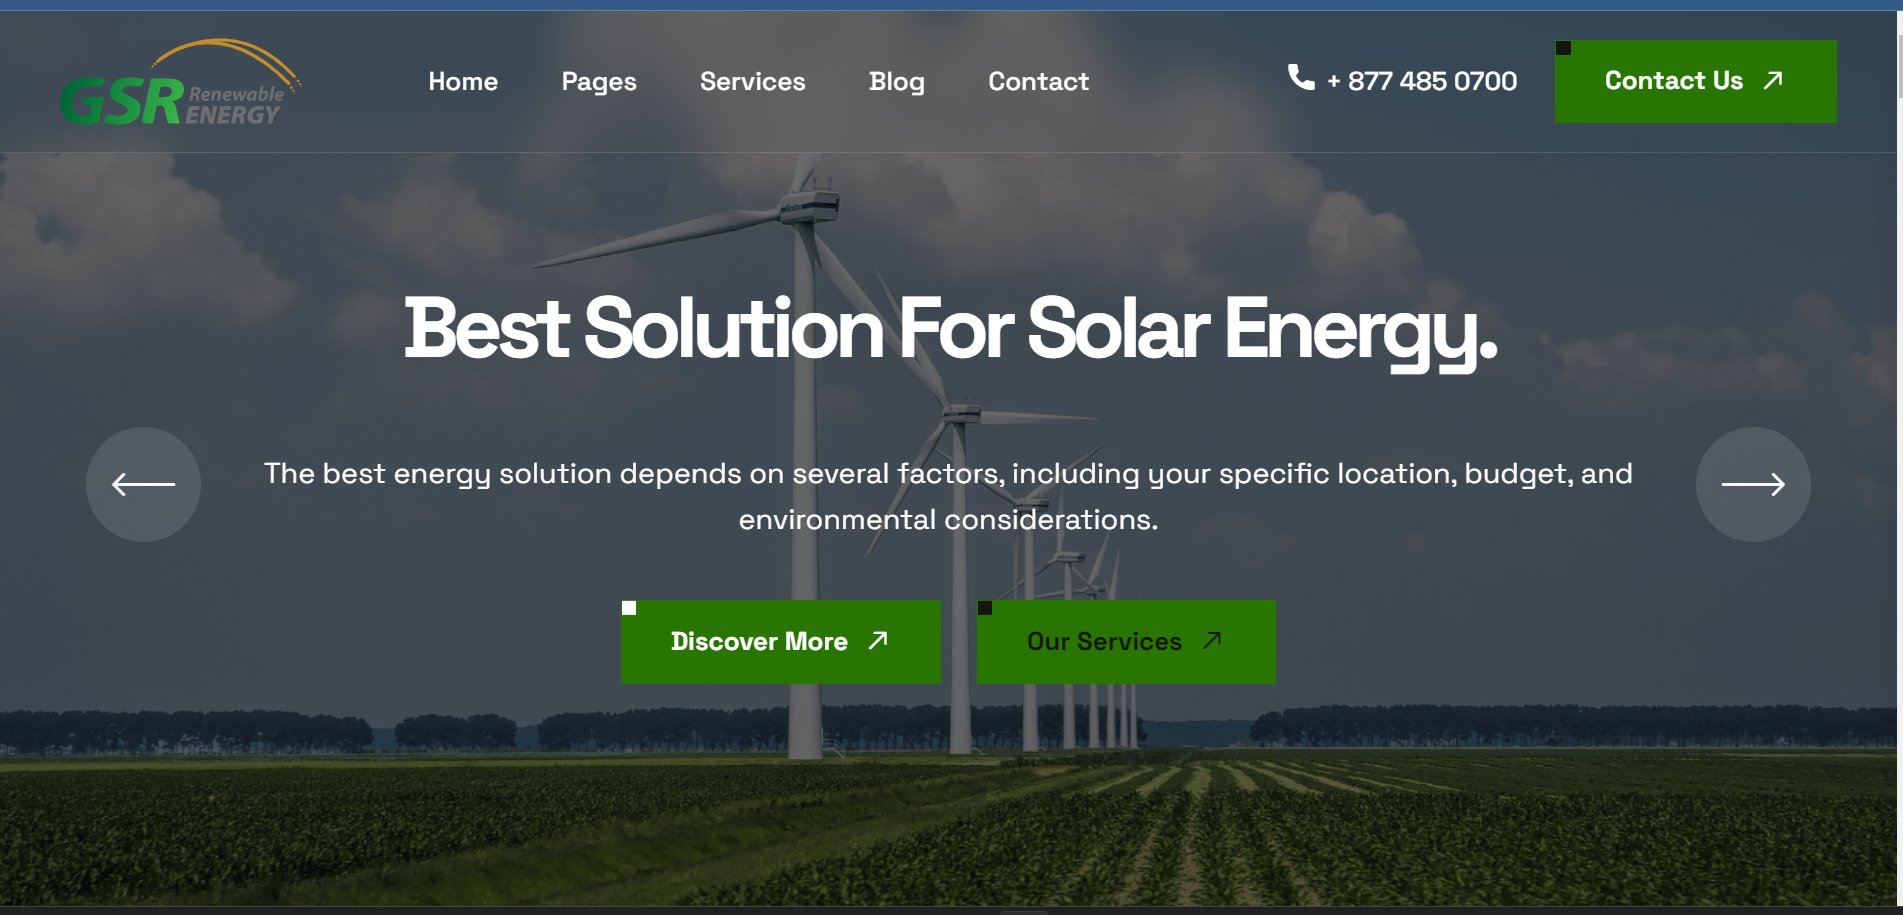 GSR Renewable ENERGY
Home
Pages
Services
Blog
Contact
+ 877 485 0700
Contact Us
Best Solution For Solar Energy.
The best energy solution depends on several factors, including your specific location, budget, and
environmental considerations.
Discover More
Our Services